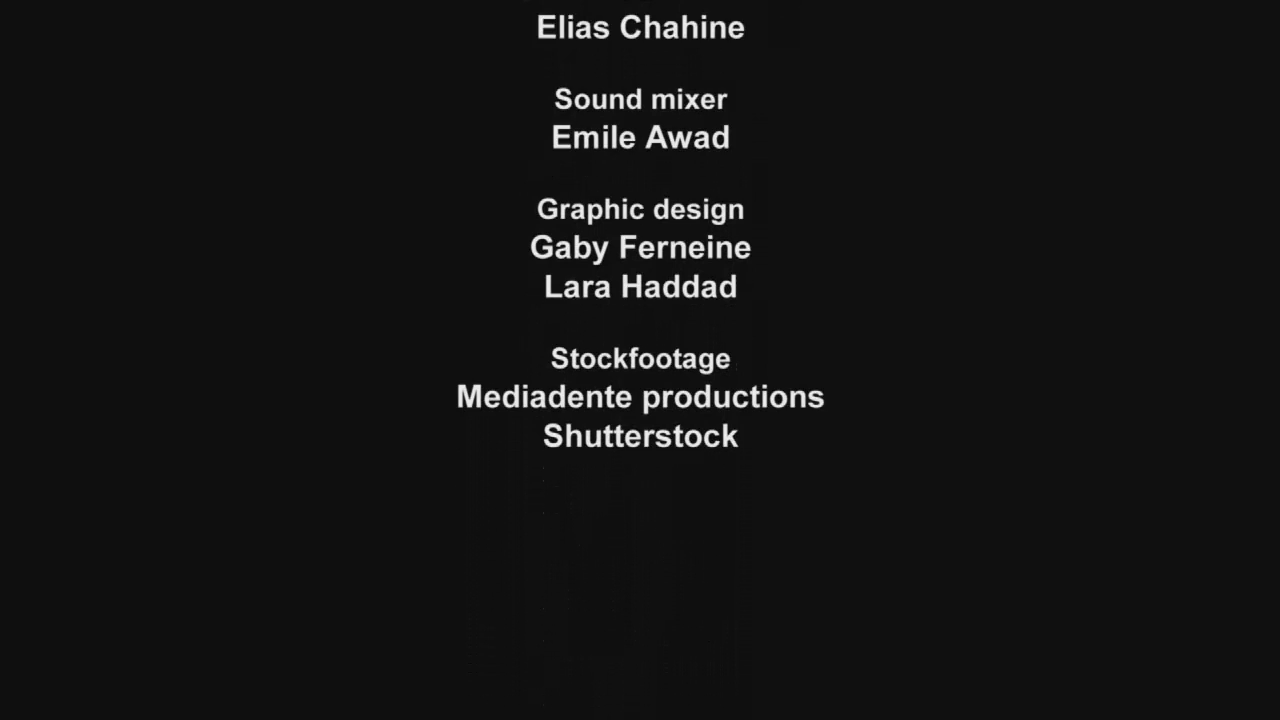 Elias Chahine
Sound mixer
Emile Awad
Graphic design
Gaby Ferneine
Lara Haddad
Stockfootage
Mediadente productions
Shutterstock